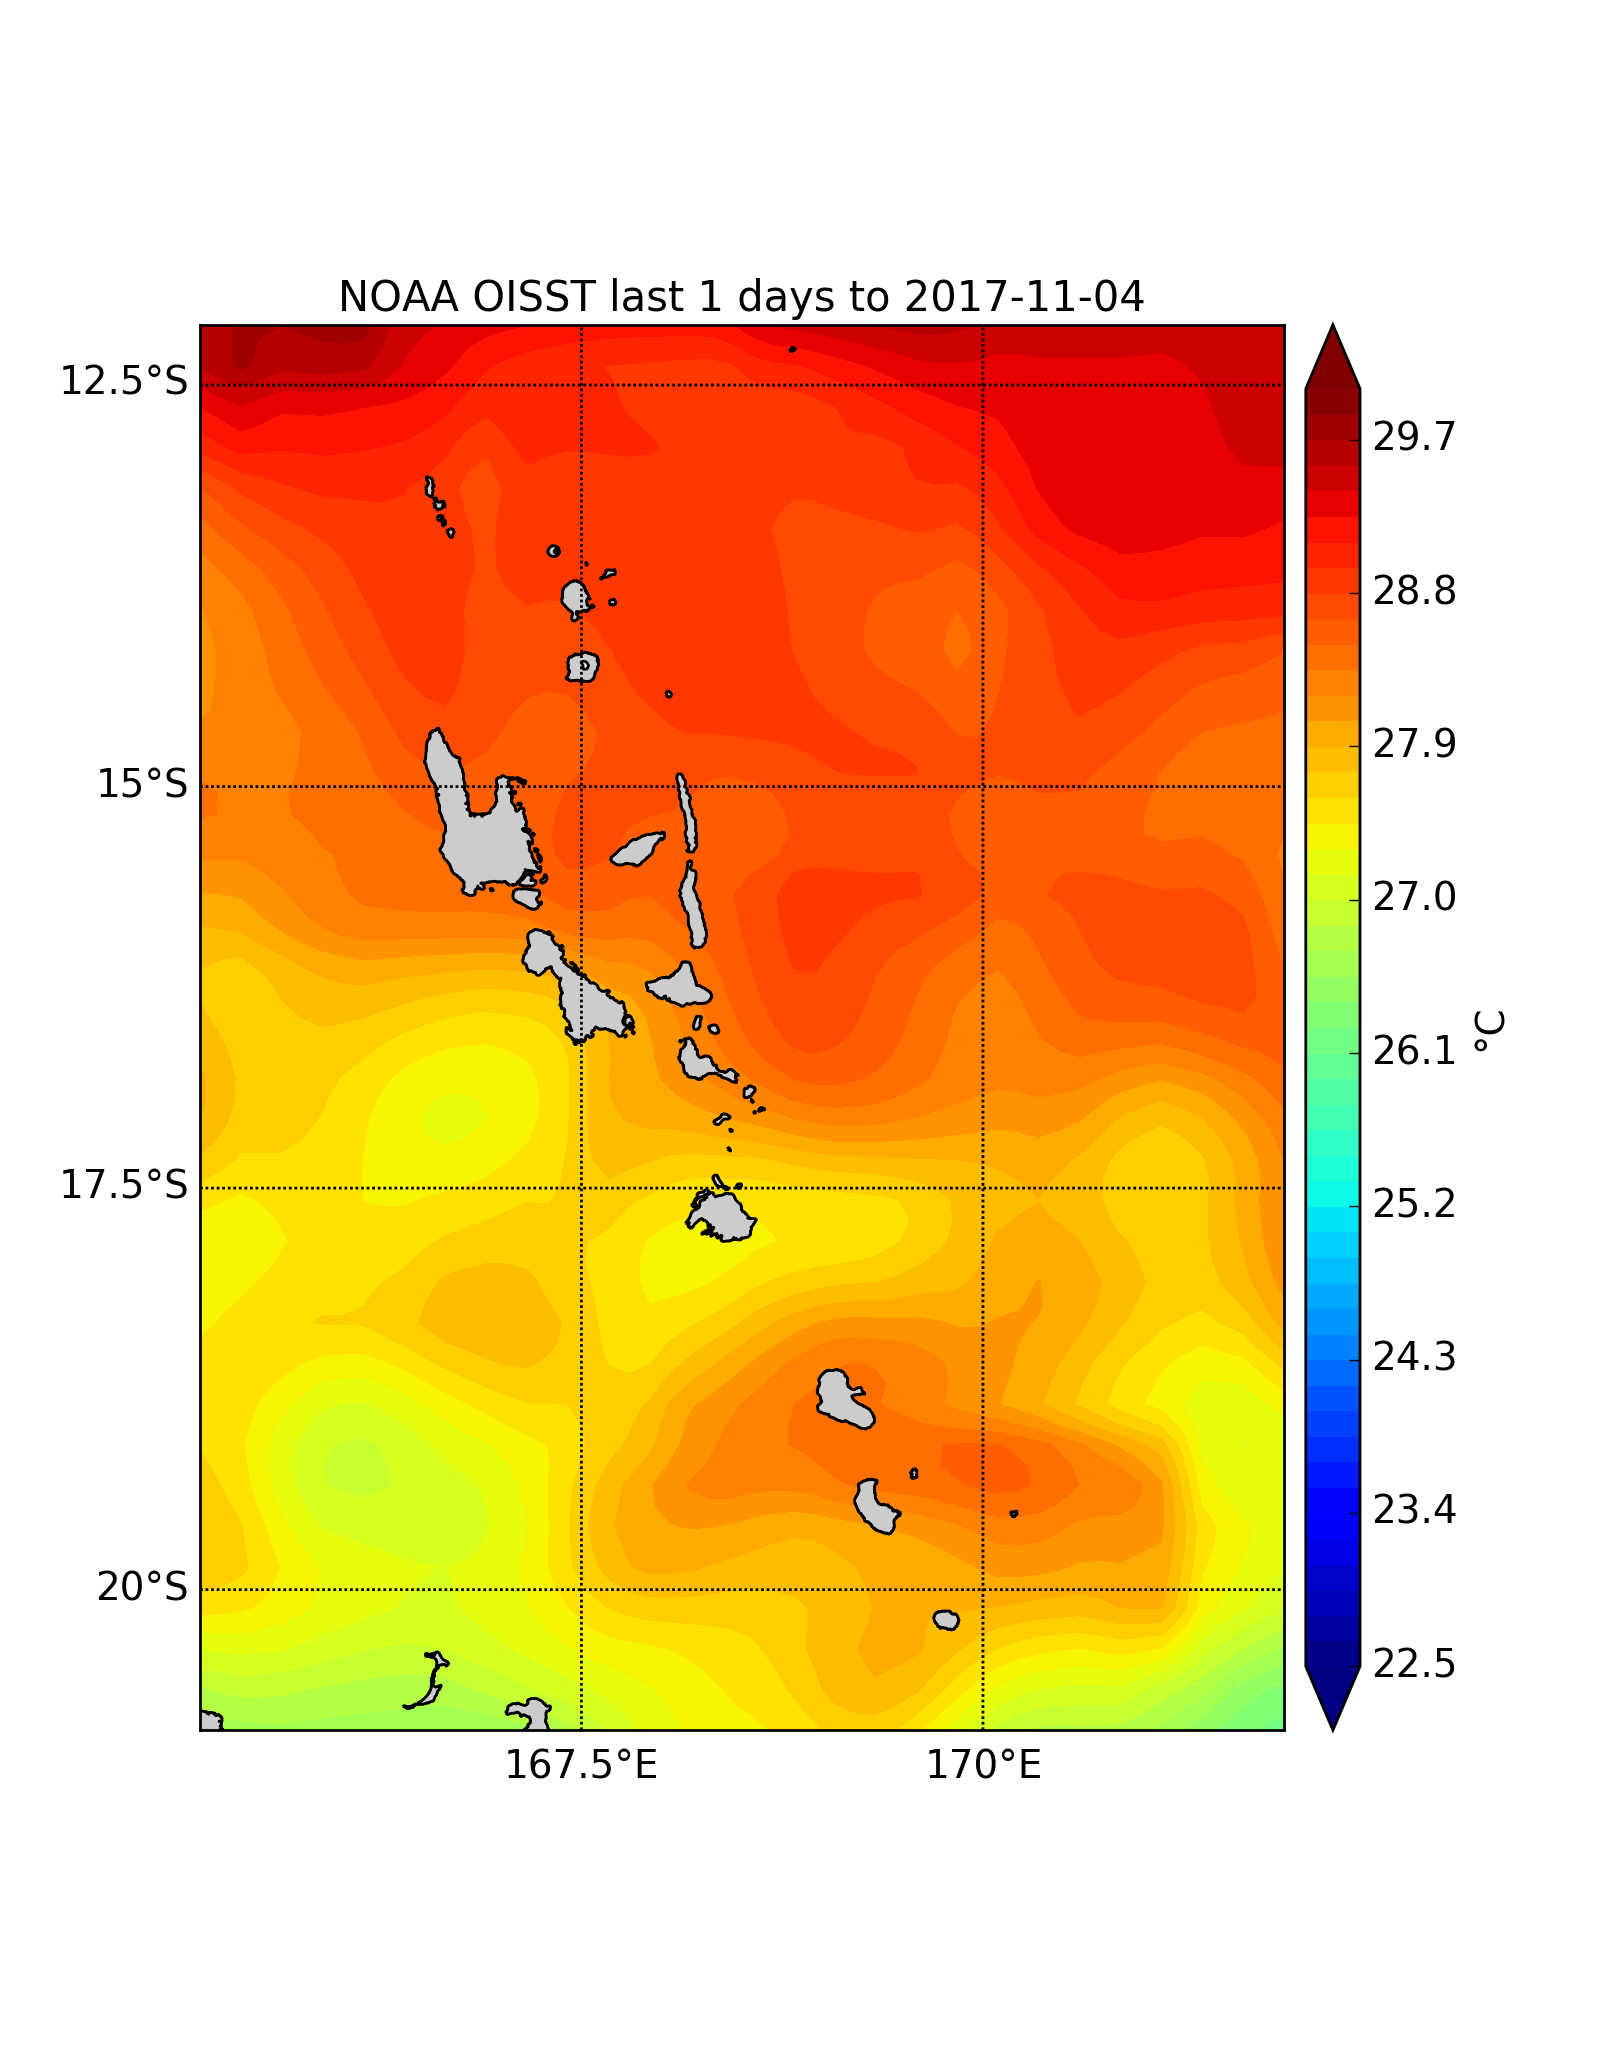 NOAA OISST last 1 days to 2017-11-04
12.5°S
15°S
17.5°S
20°S
167.5°E
170°E
29.7
28.8
27.9
27.0
26.1
25.2
24.3
23.4
22.5
°C